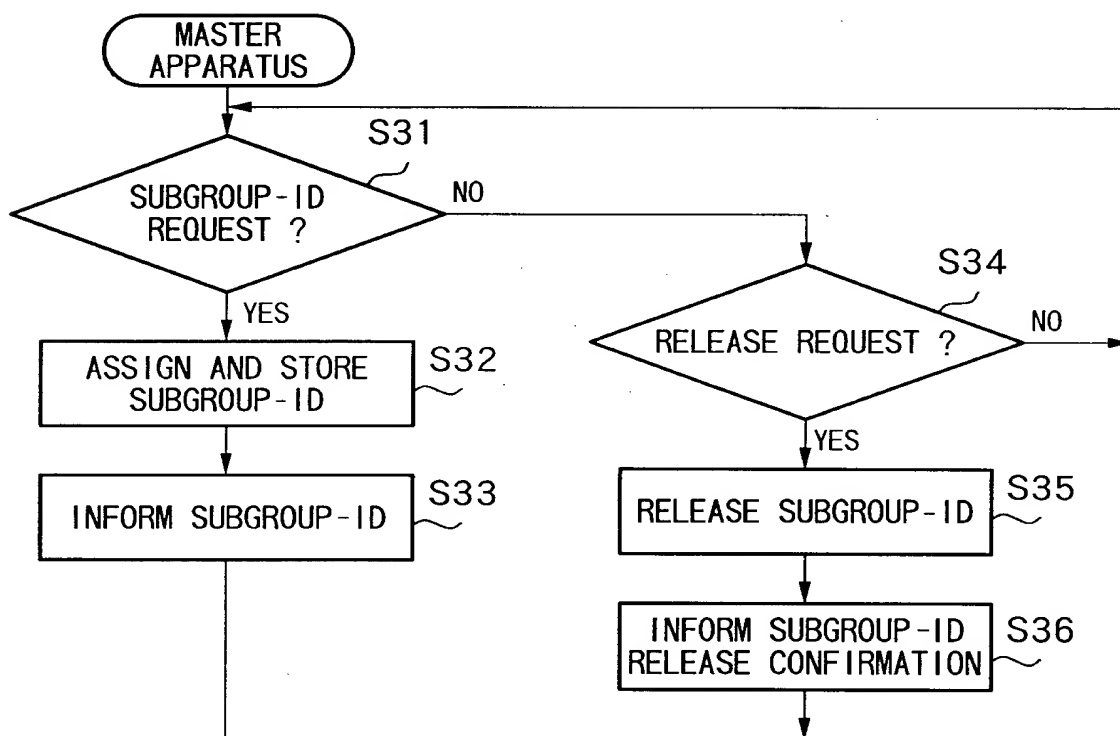 MASTER
APPARATUS
S31
SUBGROUP-ID
REQUEST ?
NO
YES
S32
ASSIGN AND STORE
SUBGROUP-ID
S33
INFORM SUBGROUP-ID
S34
RELEASE REQUEST ?
NO
YES
S35
RELEASE SUBGROUP-ID
S36
INFORM SUBGROUP-ID
RELEASE CONFIRMATION